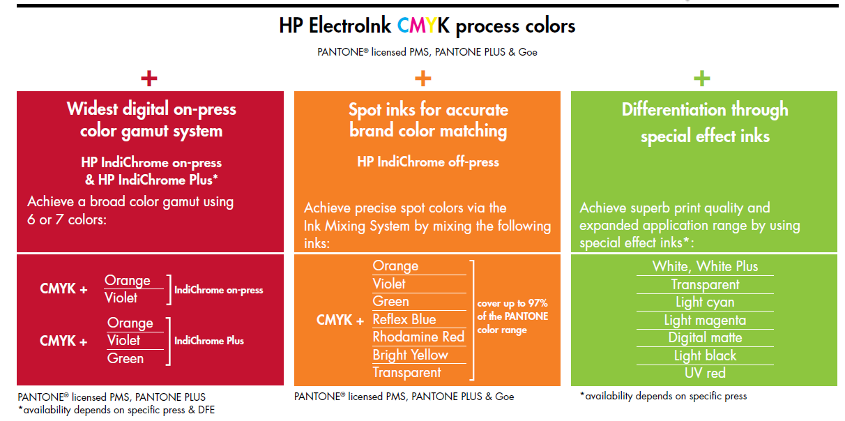 HP ElectroInk CMYK process colors
PANTONE® licensed PMS, PANTONE PLUS & Goe
+
Widest digital on-press
color gamut system
HP IndiChrome on-press
& HP IndiChrome Plus*
Achieve a broad color gamut using
6 or 7 colors:
CMYK +
Orange
Violet
IndiChrome on-press
CMYK +
Orange
Violet
Green
IndiChrome Plus
PANTONE® licensed PMS, PANTONE PLUS
*availability depends on specific press & DFE
+
Spot inks for accurate
brand color matching
HP IndiChrome off-press
Achieve precise spot colors via the
Ink Mixing System by mixing the following
inks:
CMYK +
Orange
Violet
Green
Reflex Blue
Rhodamine Red
Bright Yellow
Transparent
cover up to 97%
of the PANTONE
color range
PANTONE® licensed PMS, PANTONE PLUS & Goe
+
Differentiation through
special effect inks
Achieve superb print quality and
expanded application range by using
special effect inks*:
White, White Plus
Transparent
Light cyan
Light magenta
Digital matte
Light black
UV red
*availability depends on specific press